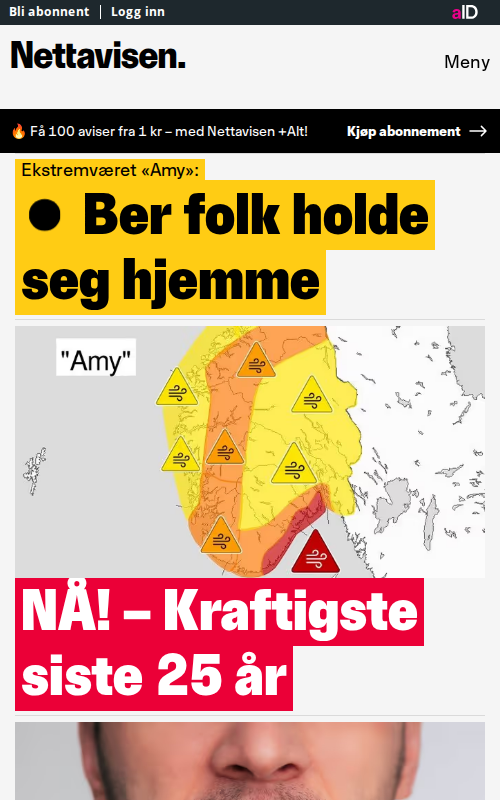 Bli abonnent | Logg inn
aID
Nettavisen.
Meny
🔥 Få 100 aviser fra 1 kr – med Nettavisen +Alt!
Kjøp abonnement →
Ekstremværet «Amy»:
● Ber folk holde
seg hjemme
"Amy"
NÅ! – Kraftigste
siste 25 år